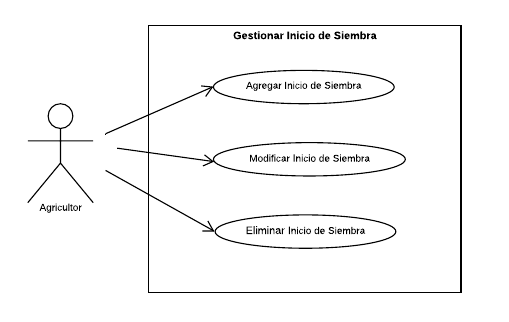 Gestionar Inicio de Siembra
Agregar Inicio de Siembra
Modificar Inicio de Siembra
Agricultor
Eliminar Inicio de Siembra